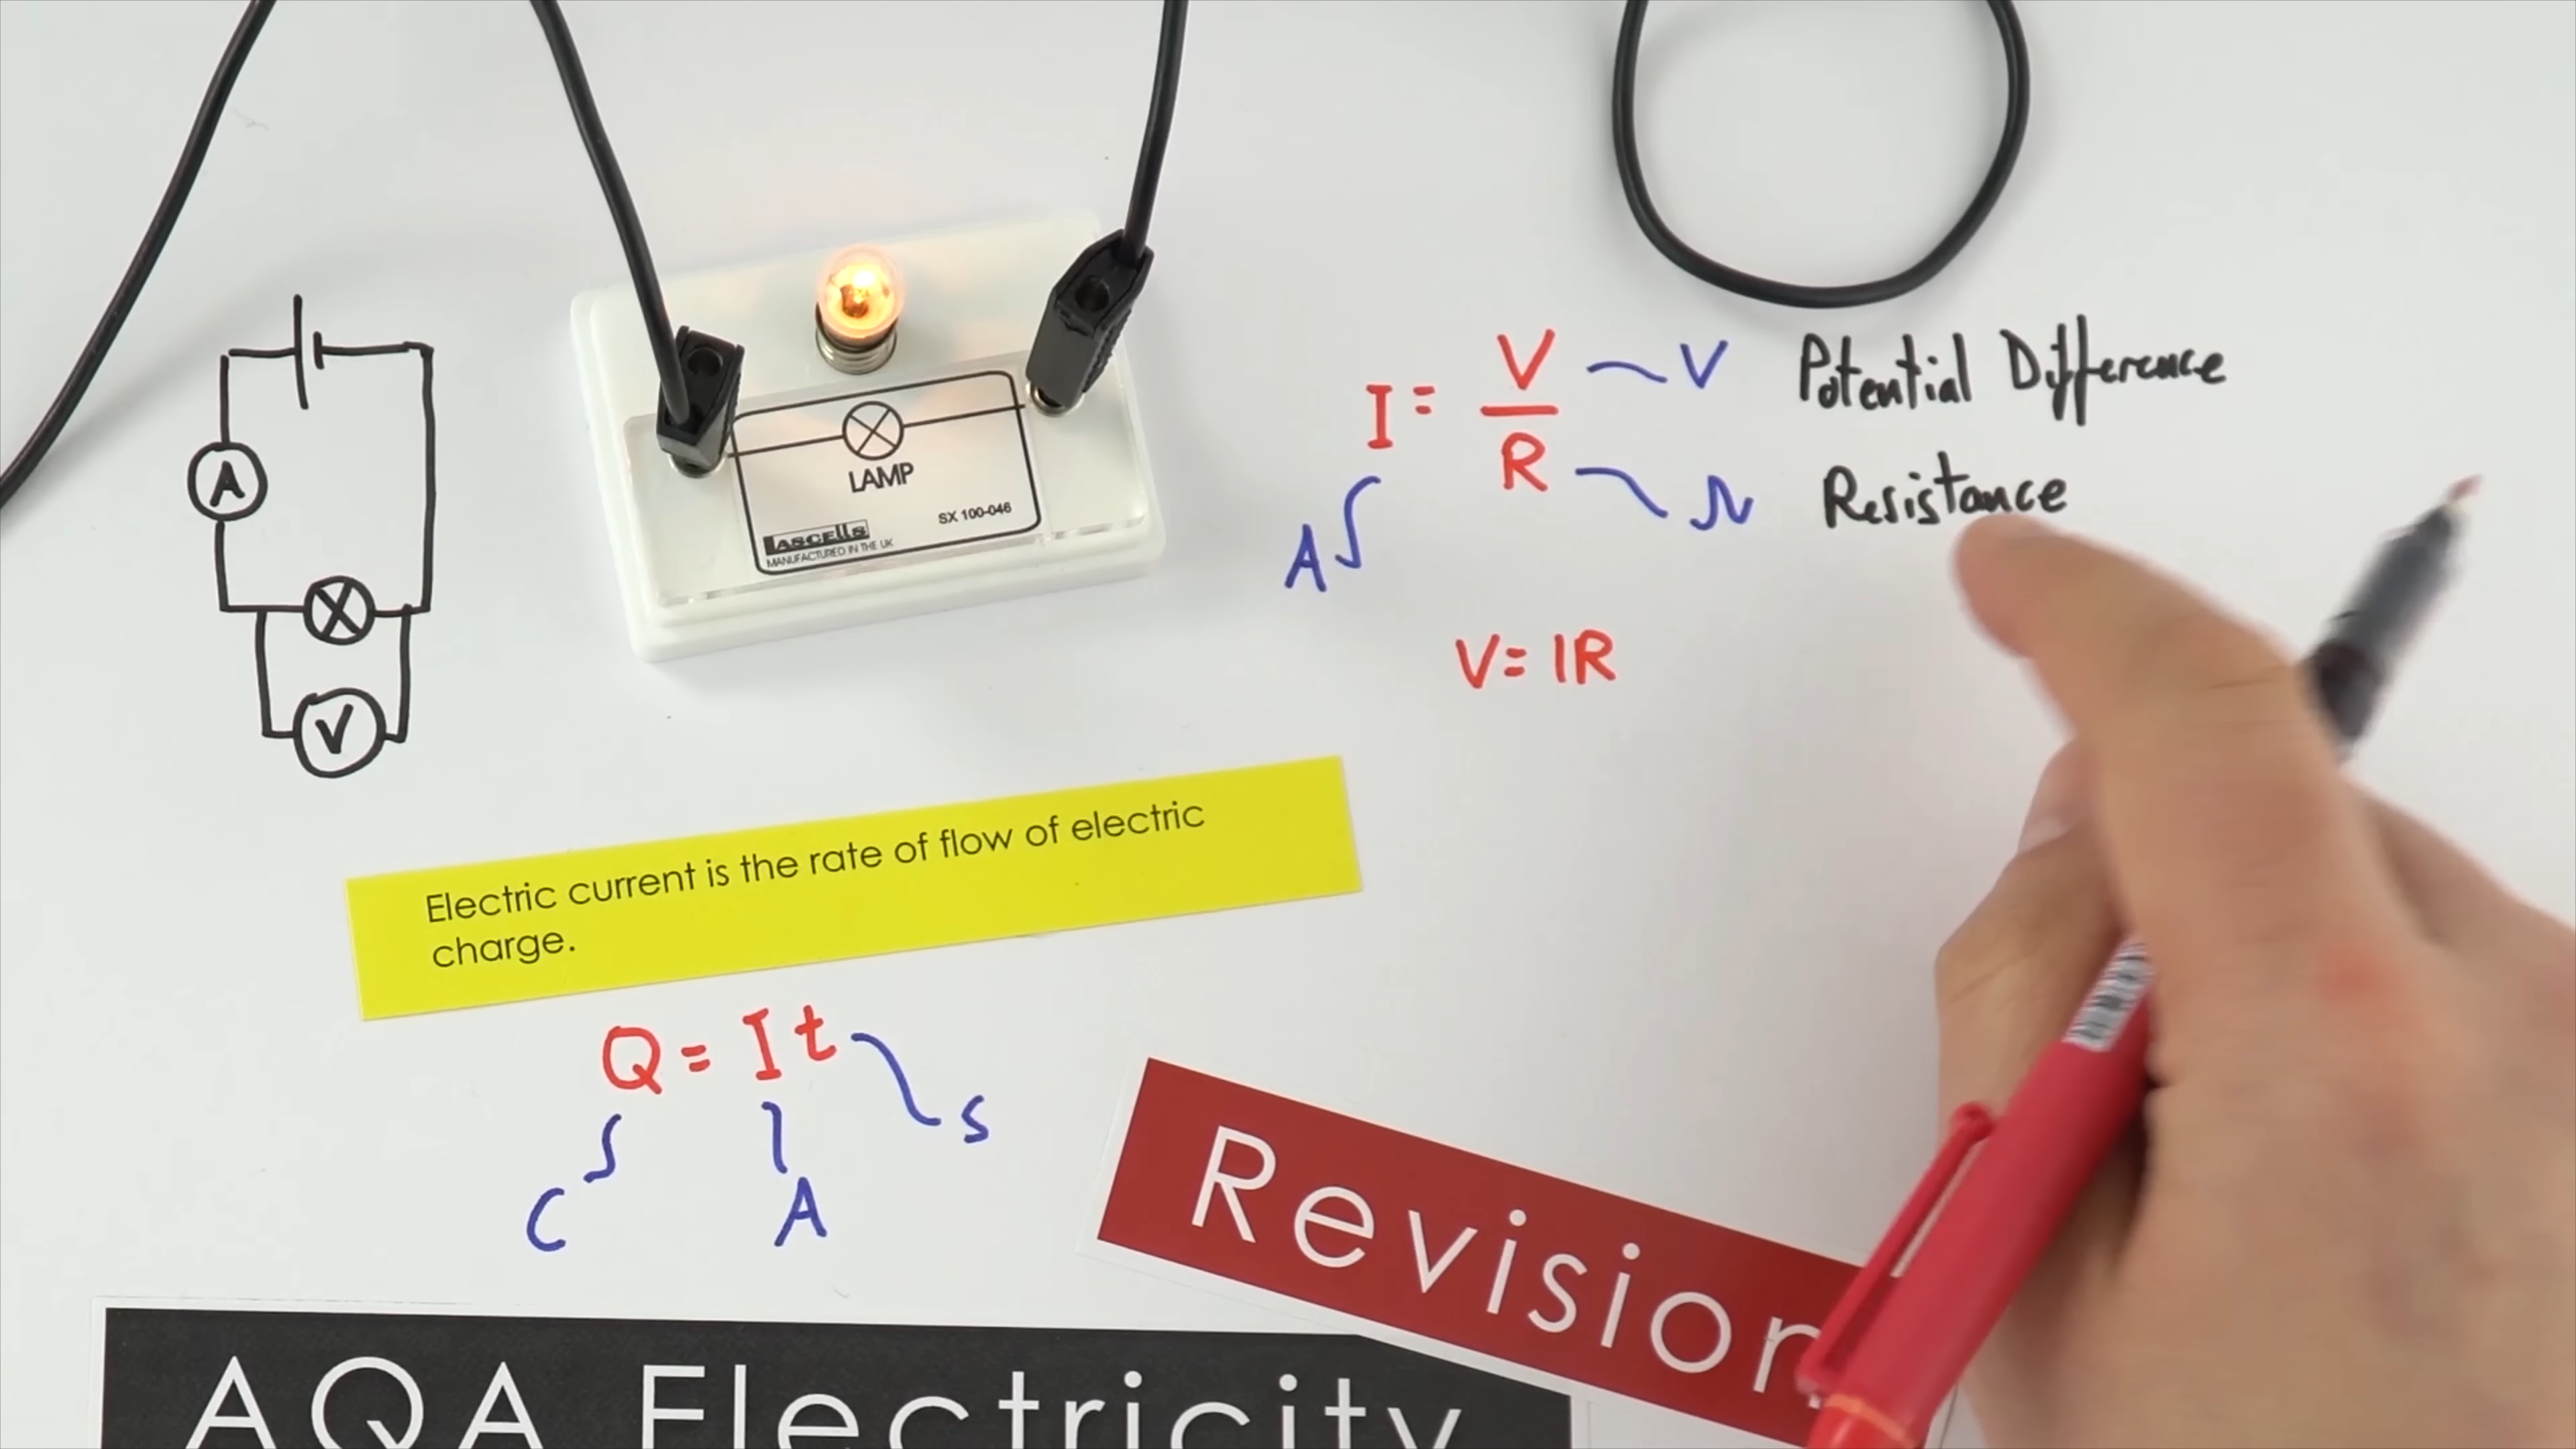 A
X
V
LAMP
Lascells
SX 100-046
MANUFACTURED IN THE UK
I = V/R
V Potential Difference
Ω Resistance
A
V = IR
Electric current is the rate of flow of electric
charge.
Q = It
S
C
A
Revision
AQA Electricity